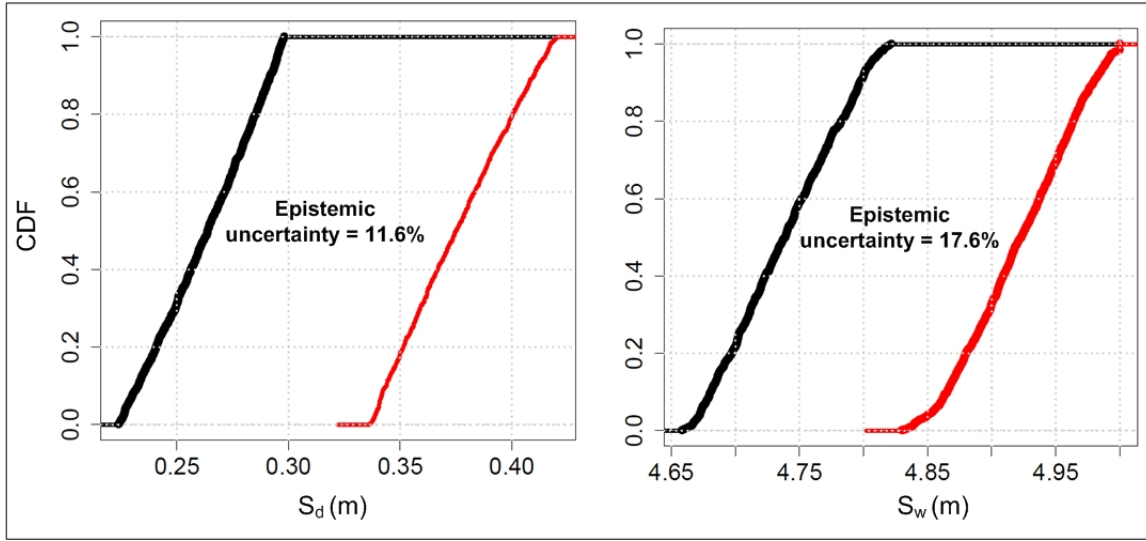 CDF
1.0
0.8
0.6
0.4
0.2
0.0
Epistemic
uncertainty = 11.6%
0.25 0.30 0.35 0.40
S_d (m)
1.0
0.8
0.6
0.4
0.2
0.0
Epistemic
uncertainty = 17.6%
4.65 4.75 4.85 4.95
S_w (m)